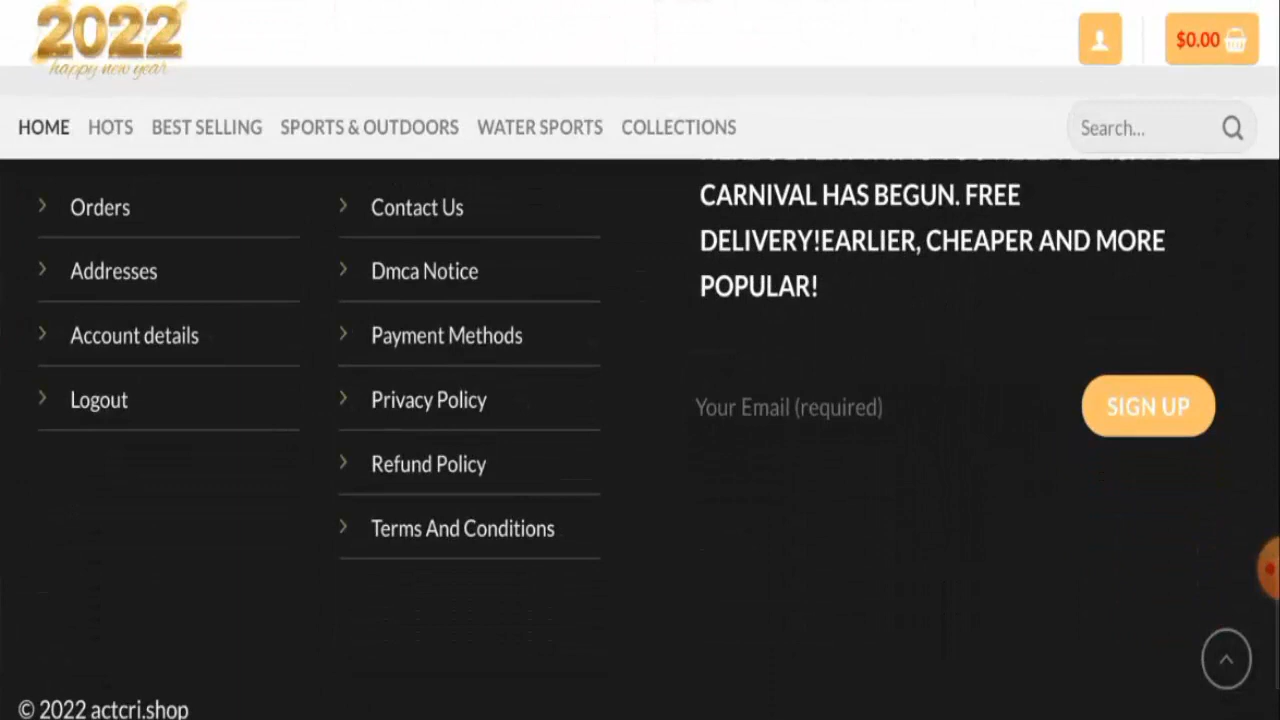 2022
happy new year
$0.00
HOME HOTS BEST SELLING SPORTS & OUTDOORS WATER SPORTS COLLECTIONS
Search...
Orders
Addresses
Account details
Logout
Contact Us
Dmca Notice
Payment Methods
Privacy Policy
Refund Policy
Terms And Conditions
CARNIVAL HAS BEGUN. FREE
DELIVERY!EARLIER, CHEAPER AND MORE
POPULAR!
Your Email (required)
SIGN UP
© 2022 actcri.shop